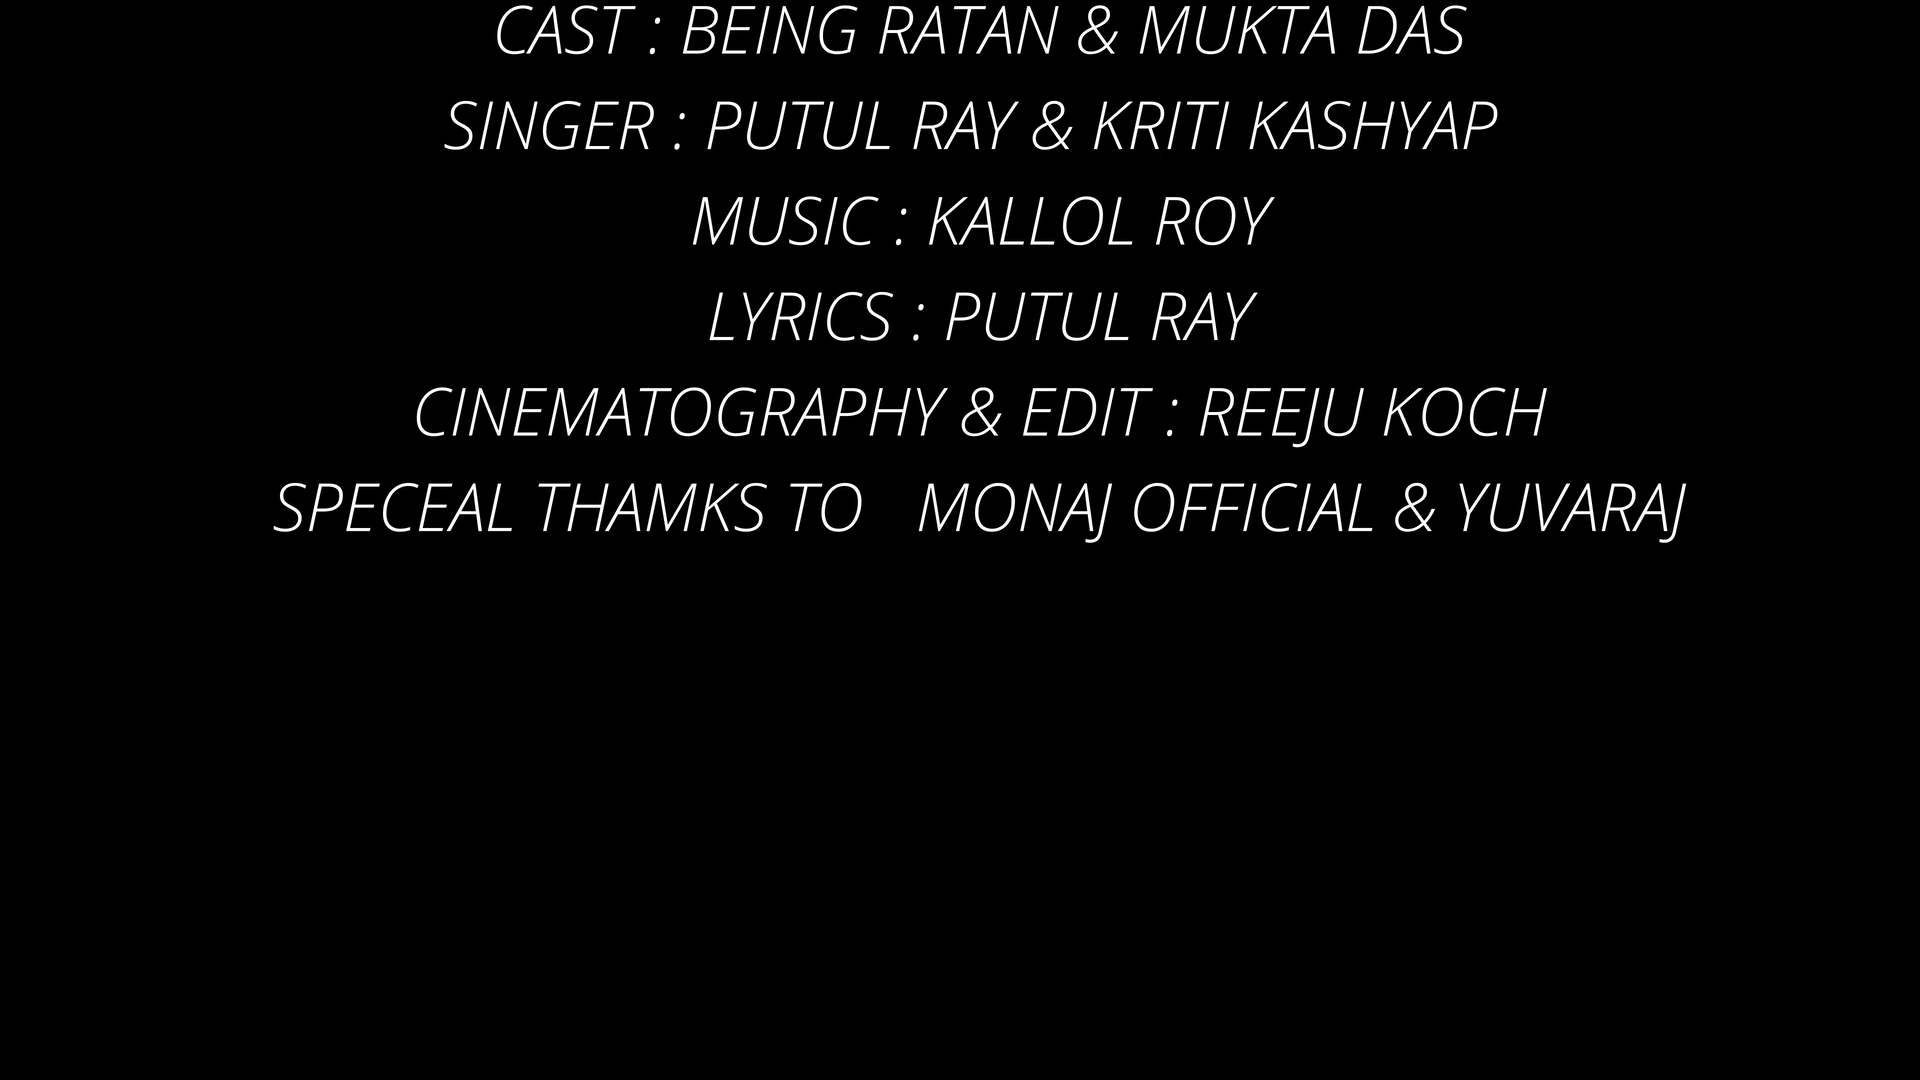 CAST : BEING RATAN & MUKTA DAS
SINGER : PUTUL RAY & KRITI KASHYAP
MUSIC : KALLOL ROY
LYRICS : PUTUL RAY
CINEMATOGRAPHY & EDIT : REEJU KOCH
SPECEAL THAMKS TO   MONAJ OFFICIAL & YUVARAJ